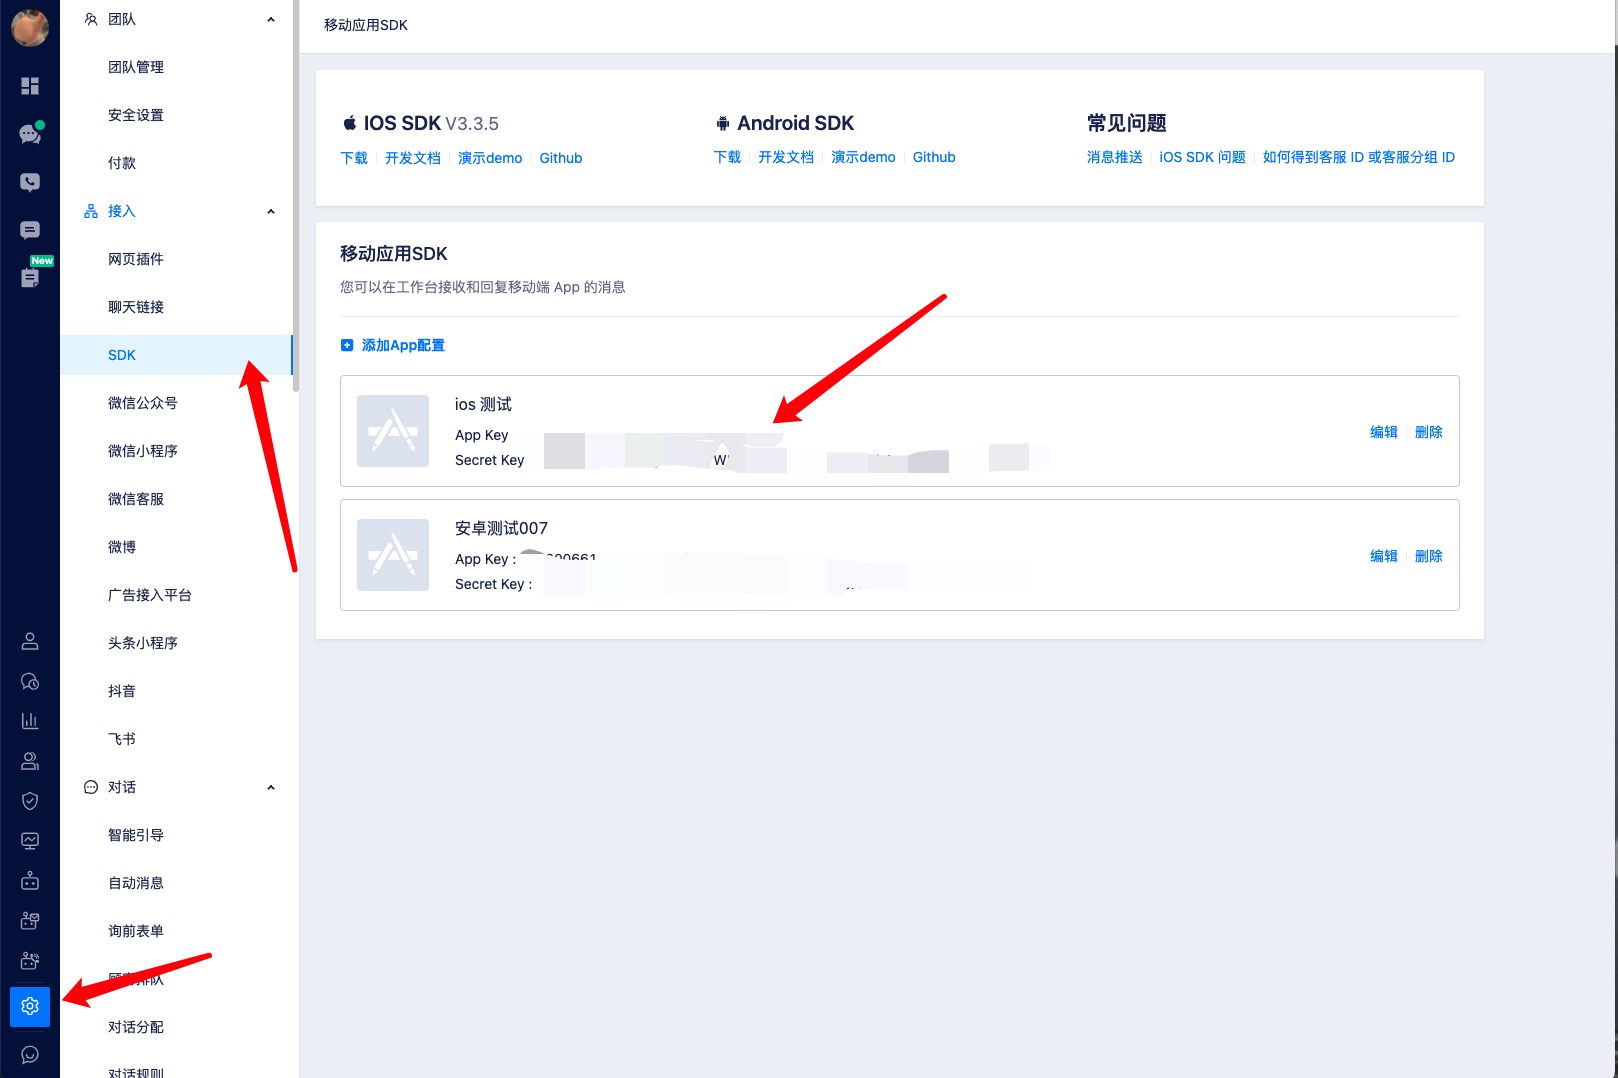 New
团队
团队管理
安全设置
付款
接入
网页插件
聊天链接
SDK
微信公众号
微信小程序
微信客服
微博
广告接入平台
头条小程序
抖音
飞书
对话
智能引导
自动消息
询前表单
对话分配
对话规则
移动应用SDK
IOS SDK V3.3.5
下载 开发文档 演示demo Github
Android SDK
下载 开发文档 演示demo Github
常见问题
消息推送 iOS SDK 问题 如何得到客服 ID 或客服分组 ID
移动应用SDK
您可以在工作台接收和回复移动端 App 的消息
添加App配置
ios 测试
App Key
Secret Key
编辑 删除
安卓测试007
App Key :
Secret Key :
编辑 删除